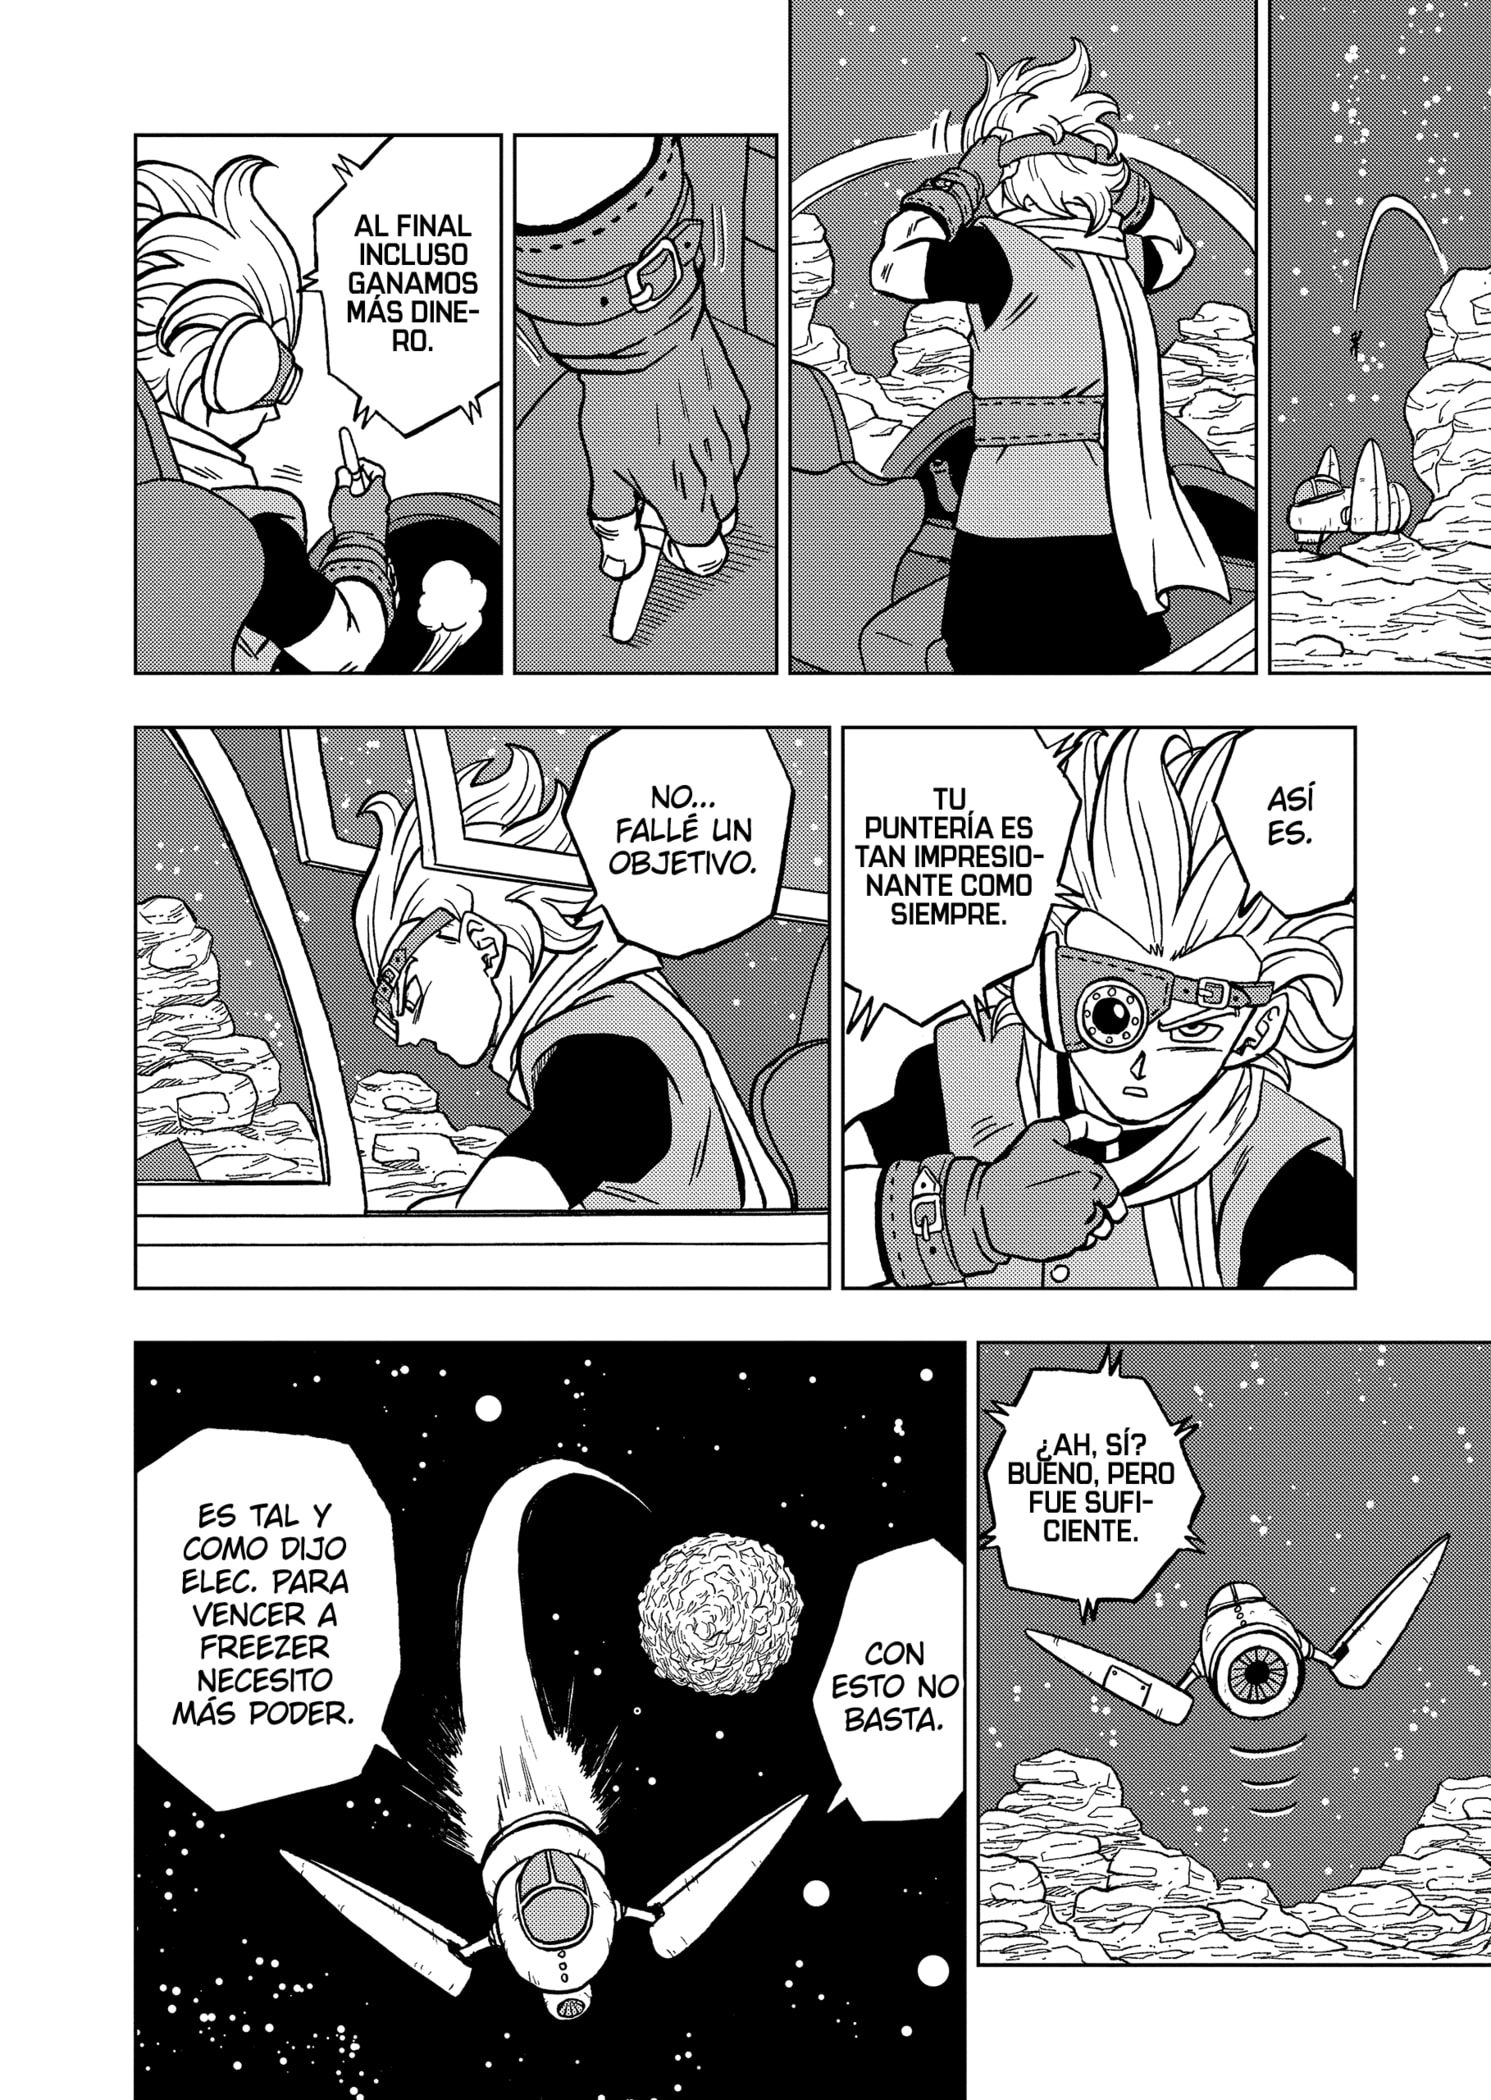 AL FINAL
INCLUSO
GANAMOS
MÁS DINE-
RO.
ASÍ
ES.
TU
PUNTERÍA ES
TAN IMPRESIO-
NANTE COMO
SIEMPRE.
NO...
FALLÉ UN
OBJETIVO.
¿AH, SÍ?
BUENO, PERO
FUE SUFI-
CIENTE.
CON
ESTO NO
BASTA.
ES TAL Y
COMO DIJO
ELEC. PARA
VENCER A
FREEZER
NECESITO
MÁS PODER.